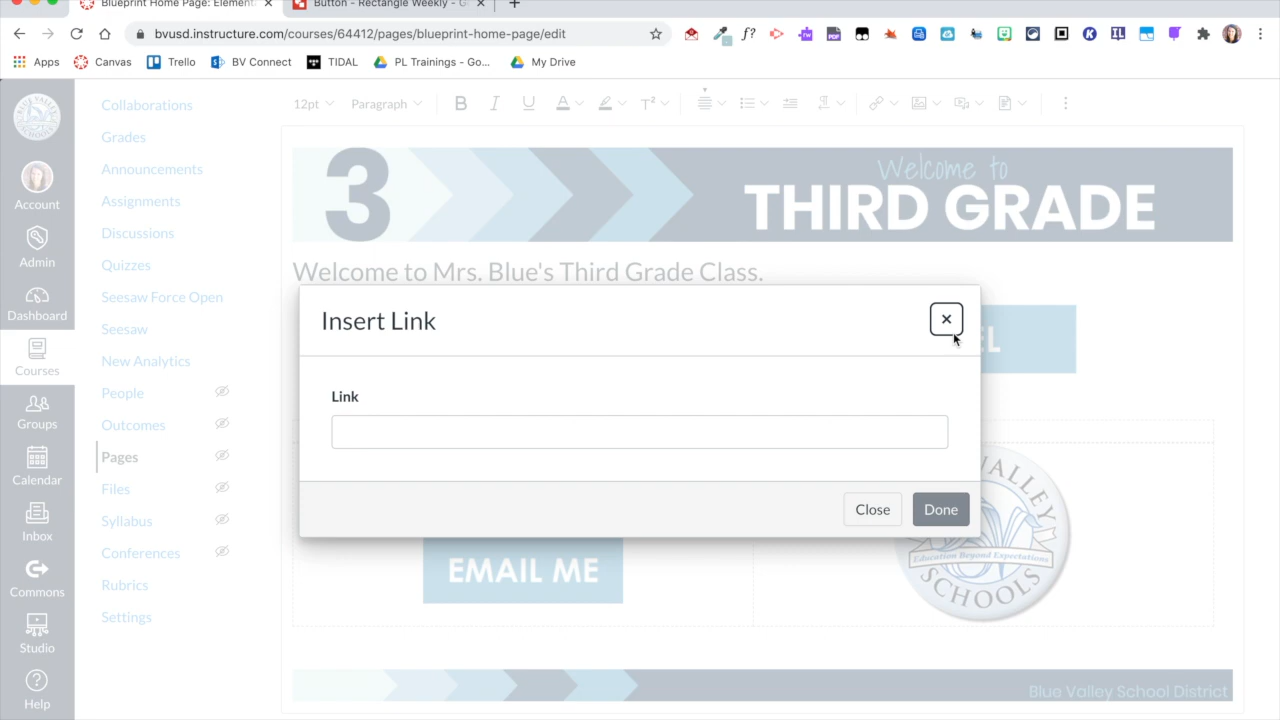 Blueprint Home Page: Element
Button - Rectangle Weekly - G
bvusd.instructure.com/courses/64412/pages/blueprint-home-page/edit
Apps
Canvas
Trello
BV Connect
TIDAL
PL Trainings - Go...
My Drive
Account
Admin
Dashboard
Courses
Groups
Calendar
Inbox
Commons
Studio
Help
Collaborations
Grades
Announcements
Assignments
Discussions
Quizzes
Seesaw Force Open
Seesaw
New Analytics
People
Outcomes
Pages
Files
Syllabus
Conferences
Rubrics
Settings
12pt
Paragraph
3
Welcome to
THIRD GRADE
Welcome to Mrs. Blue's Third Grade Class.
EL
Insert Link
Link
Close
Done
EMAIL ME
VALLEY
Education Beyond Expectations
SCHOOLS
Blue Valley School District